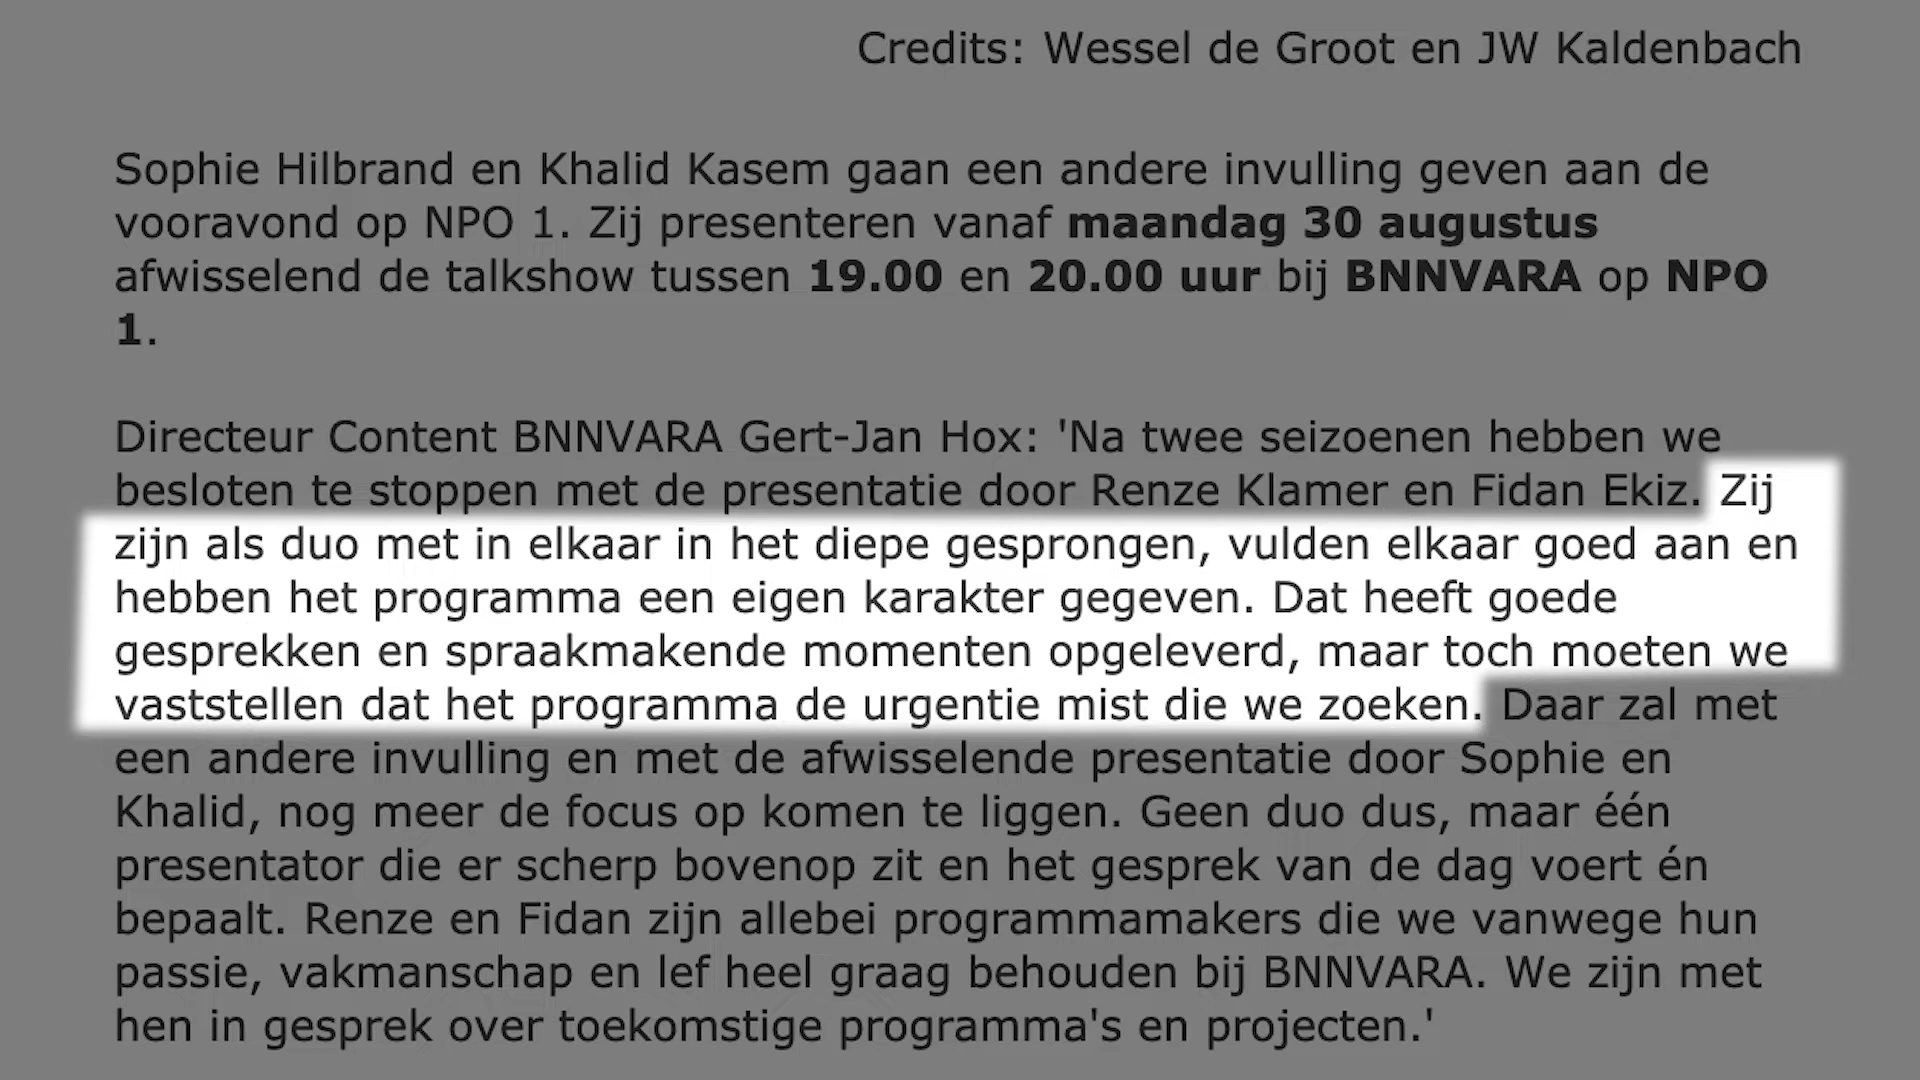 Credits: Wessel de Groot en JW Kaldenbach
Sophie Hilbrand en Khalid Kasem gaan een andere invulling geven aan de
vooravond op NPO 1. Zij presenteren vanaf maandag 30 augustus
afwisselend de talkshow tussen 19.00 en 20.00 uur bij BNNVARA op NPO
1.
Directeur Content BNNVARA Gert-Jan Hox: 'Na twee seizoenen hebben we
besloten te stoppen met de presentatie door Renze Klamer en Fidan Ekiz. Zij
zijn als duo met in elkaar in het diepe gesprongen, vulden elkaar goed aan en
hebben het programma een eigen karakter gegeven. Dat heeft goede
gesprekken en spraakmakende momenten opgeleverd, maar toch moeten we
vaststellen dat het programma de urgentie mist die we zoeken. Daar zal met
een andere invulling en met de afwisselende presentatie door Sophie en
Khalid, nog meer de focus op komen te liggen. Geen duo dus, maar één
presentator die er scherp bovenop zit en het gesprek van de dag voert én
bepaalt. Renze en Fidan zijn allebei programmamakers die we vanwege hun
passie, vakmanschap en lef heel graag behouden bij BNNVARA. We zijn met
hen in gesprek over toekomstige programma's en projecten.'